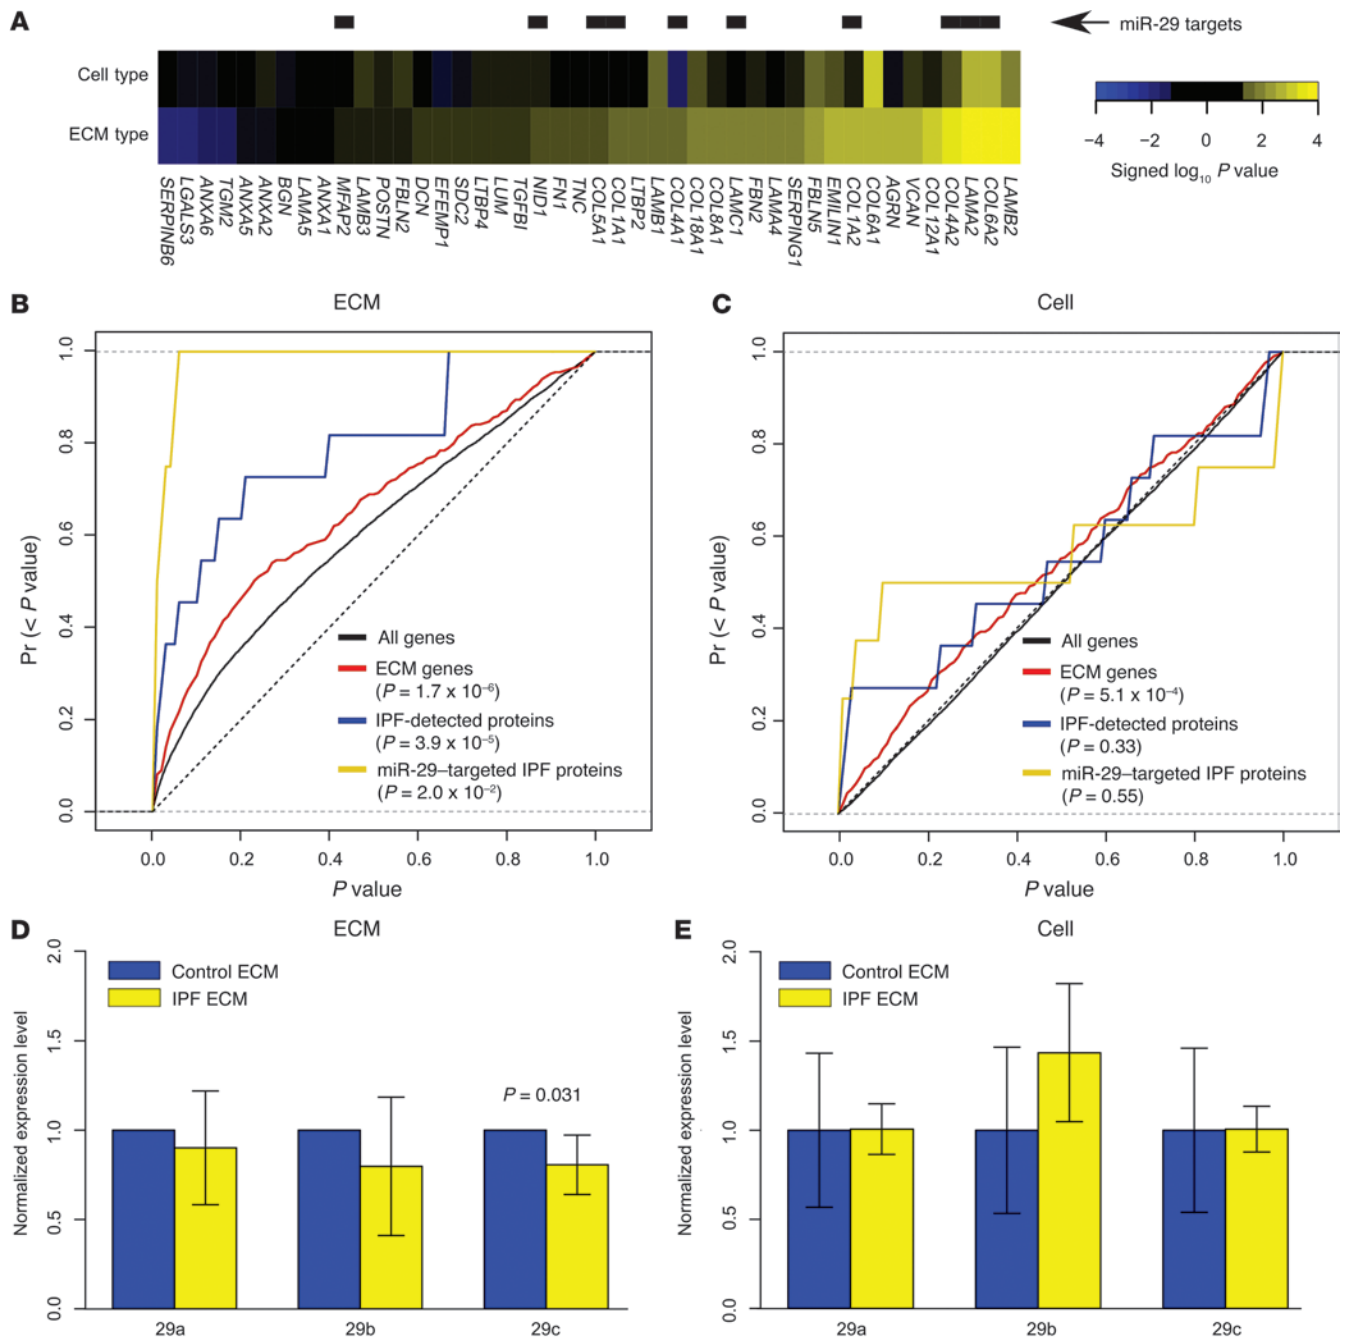 A
miR-29 targets
Cell type
ECM type
−4 −2 0 2 4
Signed log10 P value
SERPINB6
LGALS3
ANXA6
TGM2
ANXA5
ANXA2
BGN
LAMA5
ANXA1
MFAP2
LAMB3
POSTN
FBLN2
DCN
EFEMP1
SDC2
LTBP4
LUM
TGFBI
NID1
FN1
TNC
COL5A1
COL1A1
LTBP2
LAMB1
COL4A1
COL18A1
COL8A1
LAMC1
FBN2
LAMA4
SERPING1
FBLN5
EMILIN1
COL1A2
COL6A1
AGRN
VCAN
COL12A1
COL4A2
LAMA2
COL6A2
LAMB2
B
ECM
Pr (< P value)
1.0
0.8
0.6
0.4
0.2
0.0
All genes
ECM genes
(P = 1.7 x 10−6)
IPF-detected proteins
(P = 3.9 x 10−5)
miR-29–targeted IPF proteins
(P = 2.0 x 10−2)
0.0 0.2 0.4 0.6 0.8 1.0
P value
C
Cell
Pr (< P value)
1.0
0.8
0.6
0.4
0.2
0.0
All genes
ECM genes
(P = 5.1 x 10−4)
IPF-detected proteins
(P = 0.33)
miR-29–targeted IPF proteins
(P = 0.55)
0.0 0.2 0.4 0.6 0.8 1.0
P value
D
ECM
Normalized expression level
2.0
1.5
1.0
0.5
0.0
Control ECM
IPF ECM
P = 0.031
29a 29b 29c
E
Cell
Normalized expression level
2.0
1.5
1.0
0.5
0.0
Control ECM
IPF ECM
29a 29b 29c